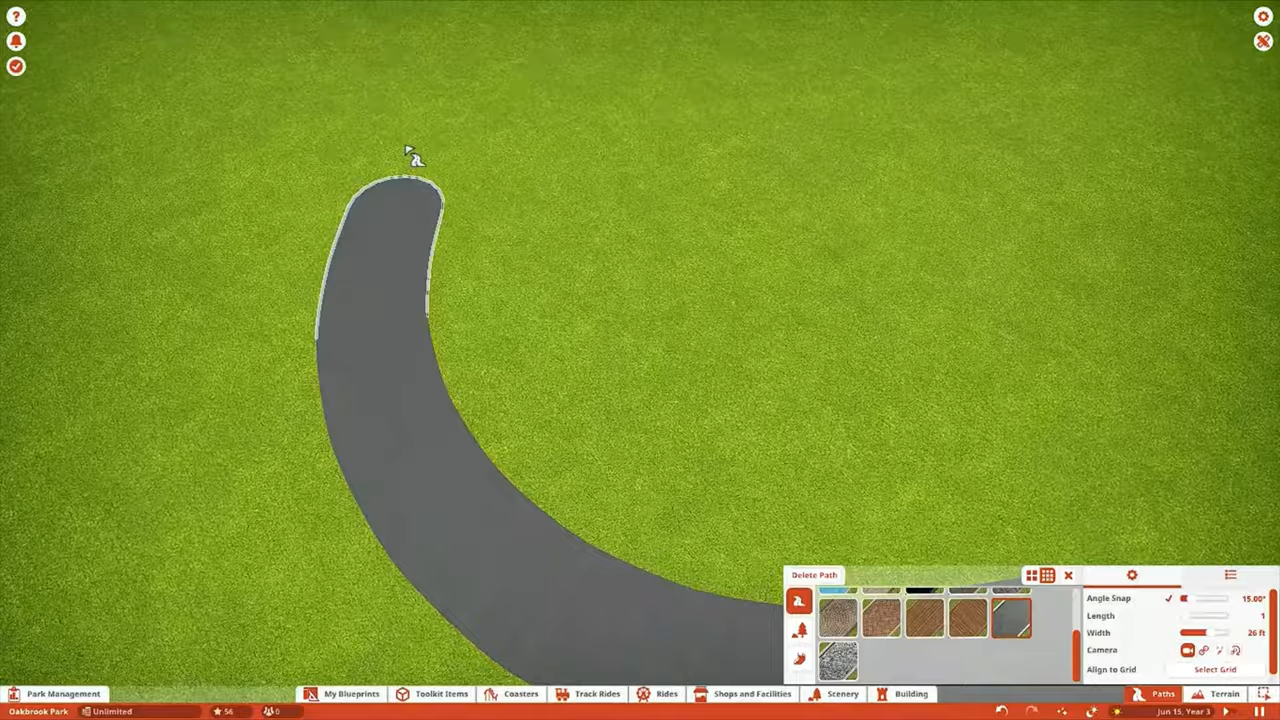 ?
Delete Path
Angle Snap 15.00°
Length 1
Width 26 ft
Camera
Align to Grid Select Grid
Park Management My Blueprints Toolkit Items Coasters Track Rides Rides Shops and Facilities Scenery Building Paths Terrain
Oakbrook Park Unlimited 56 0 Jun 15, Year 3